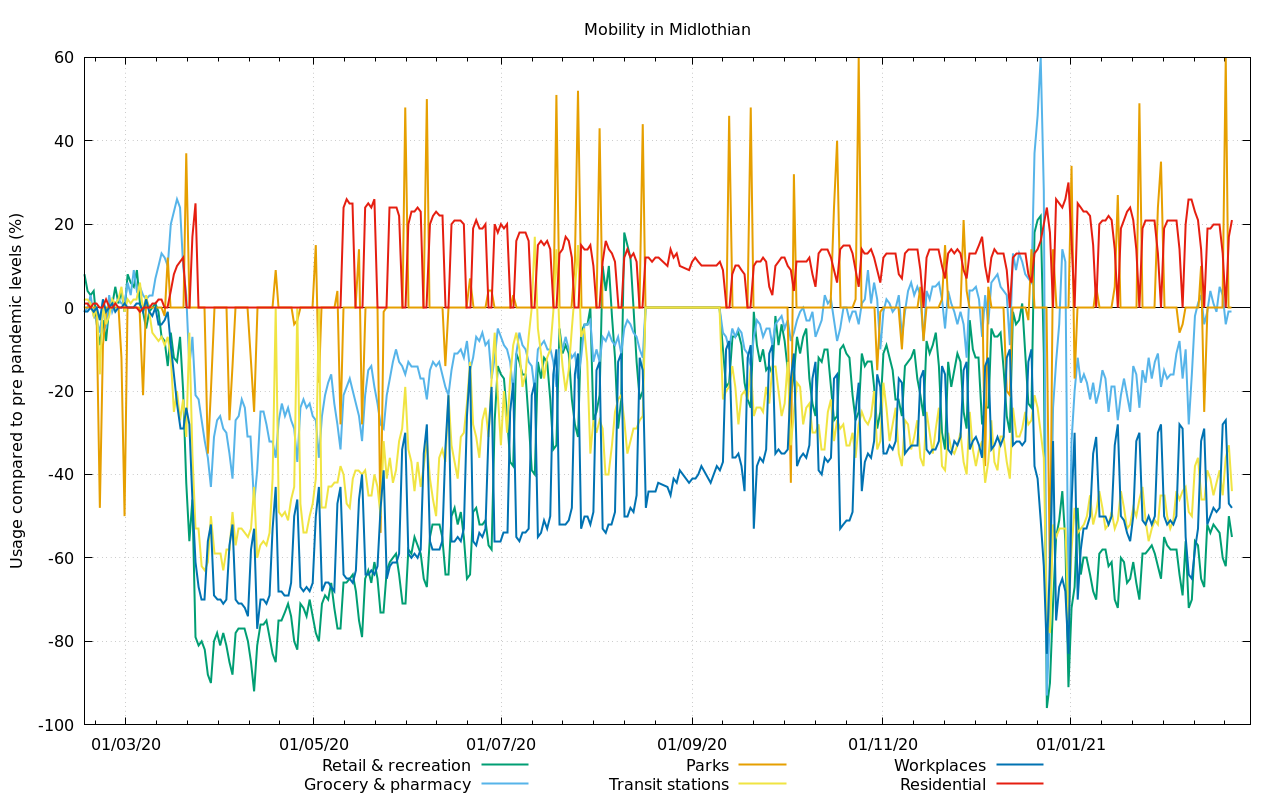 Mobility in Midlothian
Usage compared to pre pandemic levels (%)
60
40
20
0
-20
-40
-60
-80
-100
01/03/20 01/05/20 01/07/20 01/09/20 01/11/20 01/01/21
Retail & recreation Parks Workplaces
Grocery & pharmacy Transit stations Residential